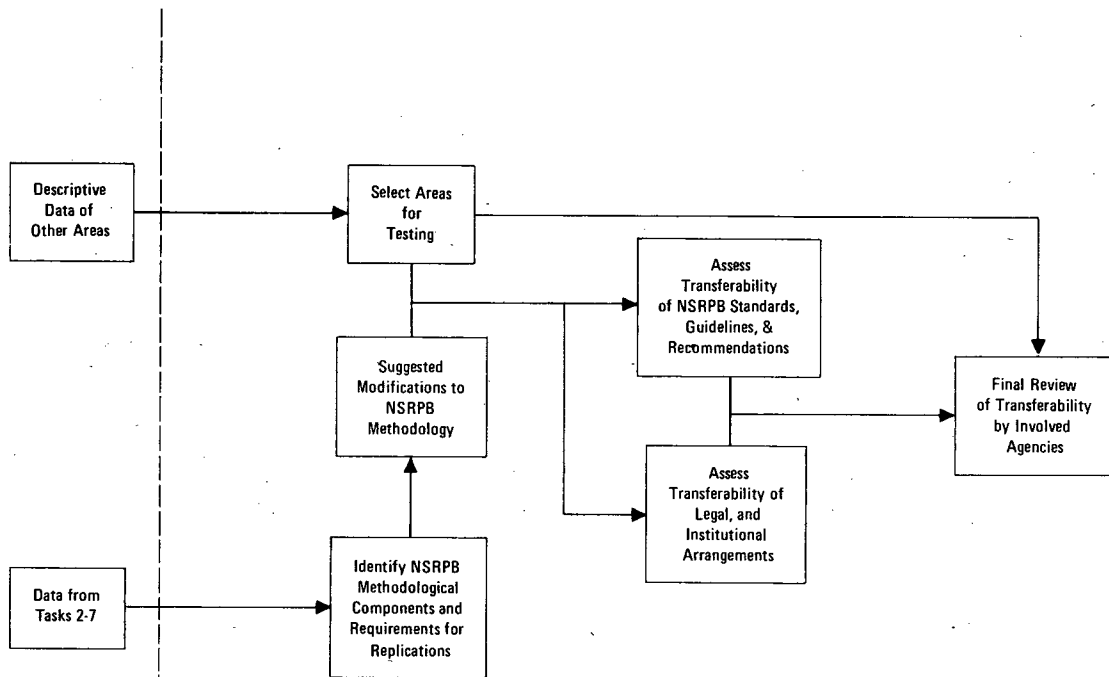 Descriptive
Data of
Other Areas
Select Areas
for
Testing
Assess
Transferability
of NSRPB Standards,
Guidelines, &
Recommendations
Suggested
Modifications to
NSRPB
Methodology
Final Review
of Transferability
by Involved
Agencies
Assess
Transferability of
Legal, and
Institutional
Arrangements
Data from
Tasks 2-7
Identify NSRPB
Methodological
Components and
Requirements for
Replications